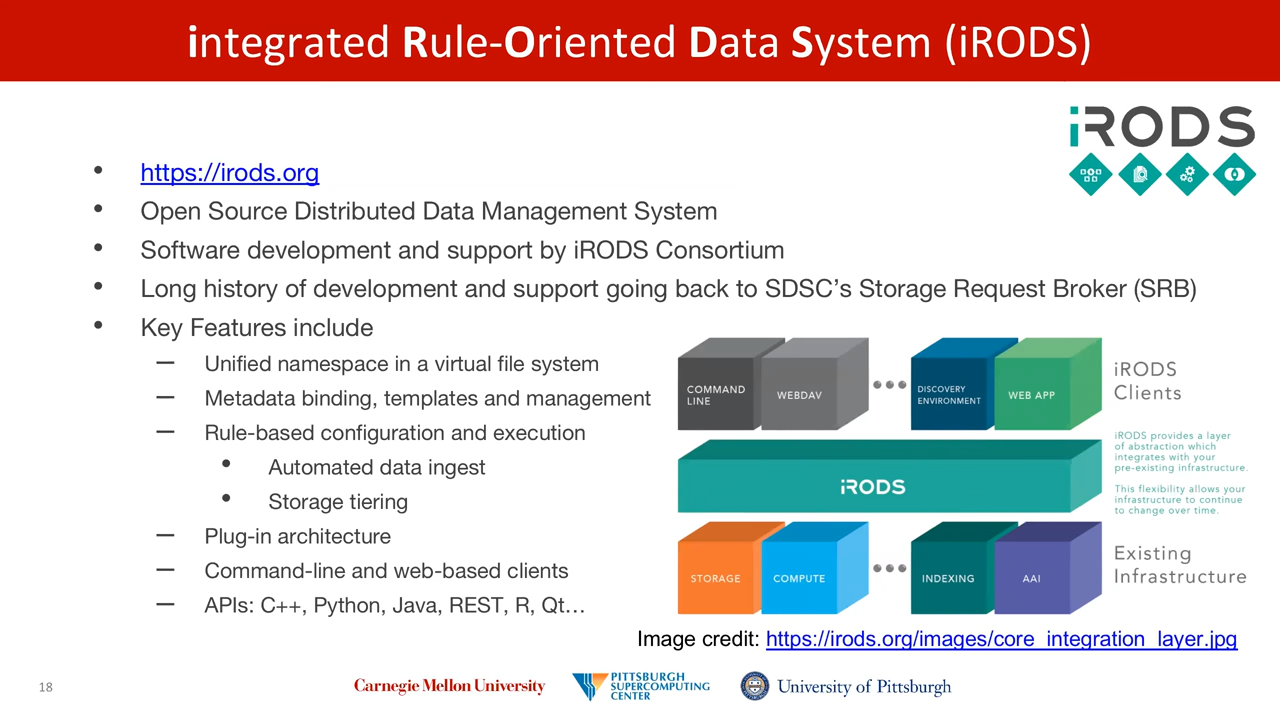 integrated Rule-Oriented Data System (iRODS)
iRODS
• https://irods.org
• Open Source Distributed Data Management System
• Software development and support by iRODS Consortium
• Long history of development and support going back to SDSC’s Storage Request Broker (SRB)
• Key Features include
– Unified namespace in a virtual file system
– Metadata binding, templates and management
– Rule-based configuration and execution
• Automated data ingest
• Storage tiering
– Plug-in architecture
– Command-line and web-based clients
– APIs: C++, Python, Java, REST, R, Qt…
COMMAND
LINE
WEBDAV
DISCOVERY
ENVIRONMENT
WEB APP
iRODS
Clients
iRODS
iRODS provides a layer
of abstraction which
integrates with your
pre-existing infrastructure.
This flexibility allows your
infrastructure to continue
to change over time.
STORAGE
COMPUTE
INDEXING
AAI
Existing
Infrastructure
Image credit: https://irods.org/images/core_integration_layer.jpg
18
Carnegie Mellon University
PITTSBURGH
SUPERCOMPUTING
CENTER
University of Pittsburgh